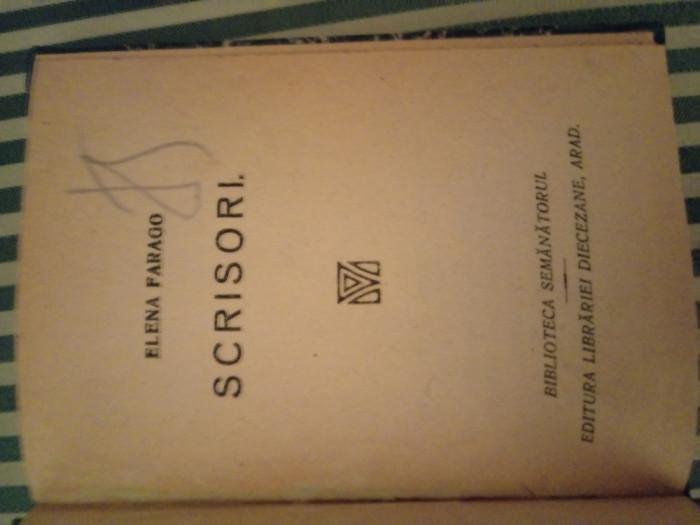 ELENA FARAGO
SCRISORI.
BIBLIOTECA SEMĂNĂTORUL
EDITURA LIBRĂRIEI DIECEZANE, ARAD.